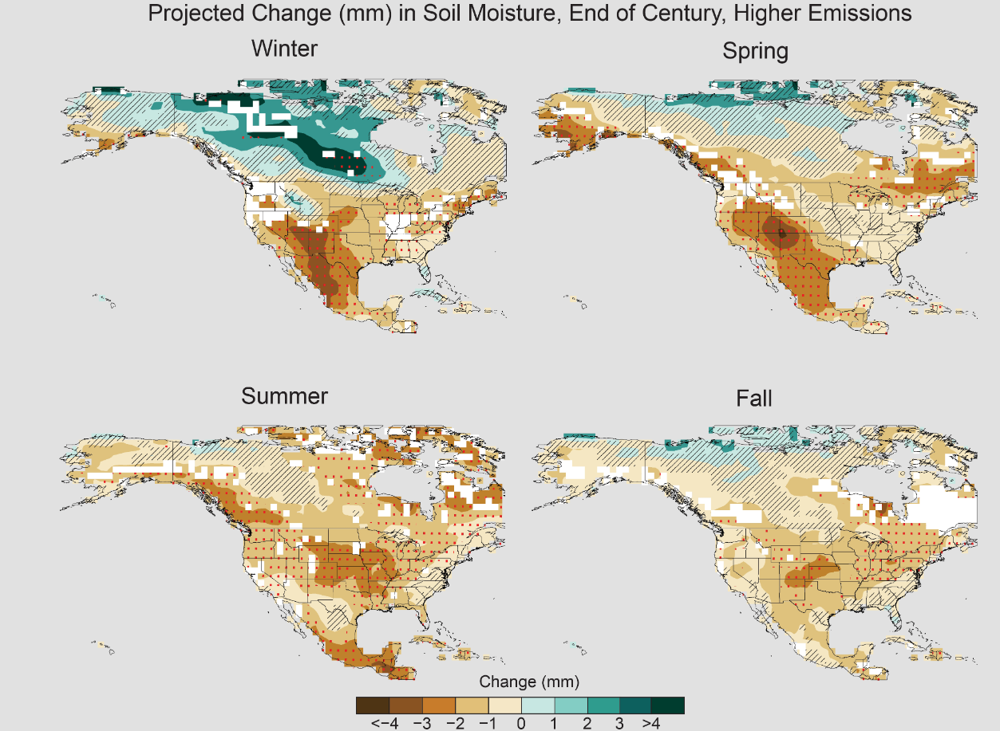 Projected Change (mm) in Soil Moisture, End of Century, Higher Emissions
Winter
Spring
Summer
Fall
Change (mm)
<−4 −3 −2 −1 0 1 2 3 >4